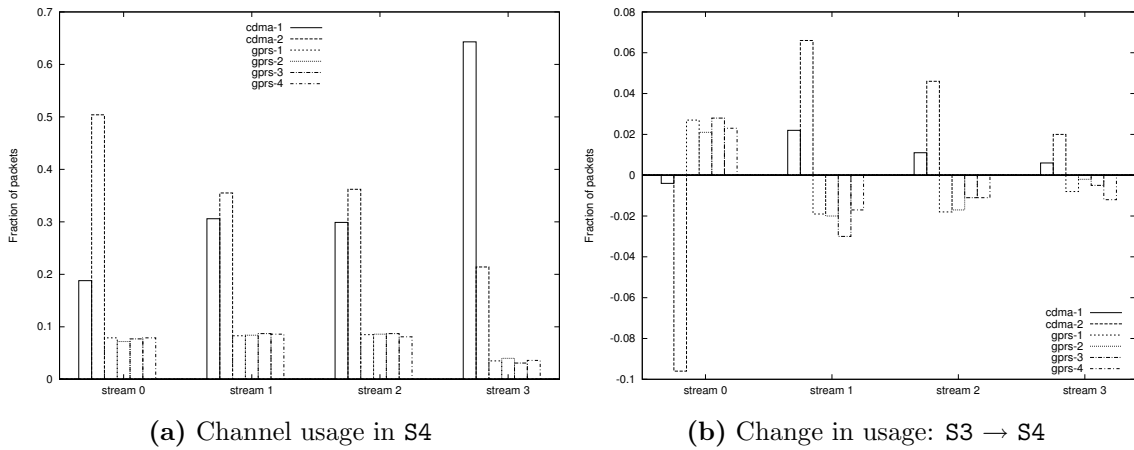 0.7
0.6
0.5
0.4
0.3
0.2
0.1
0
Fraction of packets
cdma-1
cdma-2
gprs-1
gprs-2
gprs-3
gprs-4
stream 0 stream 1 stream 2 stream 3
(a) Channel usage in S4
0.08
0.06
0.04
0.02
0
-0.02
-0.04
-0.06
-0.08
-0.1
Fraction of packets
cdma-1
cdma-2
gprs-1
gprs-2
gprs-3
gprs-4
stream 0 stream 1 stream 2 stream 3
(b) Change in usage: S3 → S4